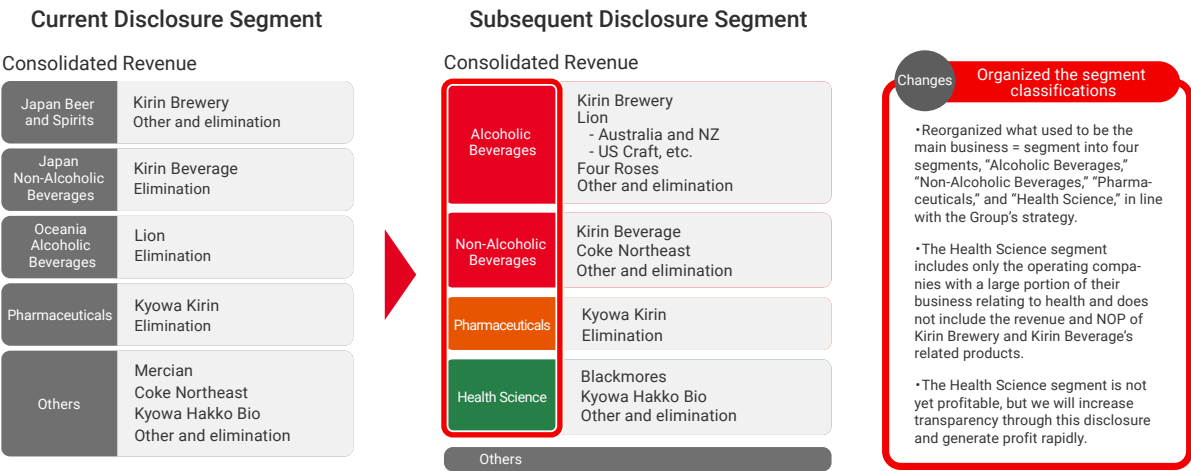 Current Disclosure Segment
Consolidated Revenue
Japan Beer
and Spirits
Kirin Brewery
Other and elimination
Japan
Non-Alcoholic
Beverages
Kirin Beverage
Elimination
Oceania
Alcoholic
Beverages
Lion
Elimination
Pharmaceuticals
Kyowa Kirin
Elimination
Others
Mercian
Coke Northeast
Kyowa Hakko Bio
Other and elimination
Subsequent Disclosure Segment
Consolidated Revenue
Alcoholic
Beverages
Kirin Brewery
Lion
- Australia and NZ
- US Craft, etc.
Four Roses
Other and elimination
Non-Alcoholic
Beverages
Kirin Beverage
Coke Northeast
Other and elimination
Pharmaceuticals
Kyowa Kirin
Elimination
Health Science
Blackmores
Kyowa Hakko Bio
Other and elimination
Others
Changes
Organized the segment
classifications
・Reorganized what used to be the
main business = segment into four
segments, “Alcoholic Beverages,”
“Non-Alcoholic Beverages,” “Pharma-
ceuticals,” and “Health Science,” in line
with the Group’s strategy.
・The Health Science segment
includes only the operating compa-
nies with a large portion of their
business relating to health and does
not include the revenue and NOP of
Kirin Brewery and Kirin Beverage’s
related products.
・The Health Science segment is not
yet profitable, but we will increase
transparency through this disclosure
and generate profit rapidly.